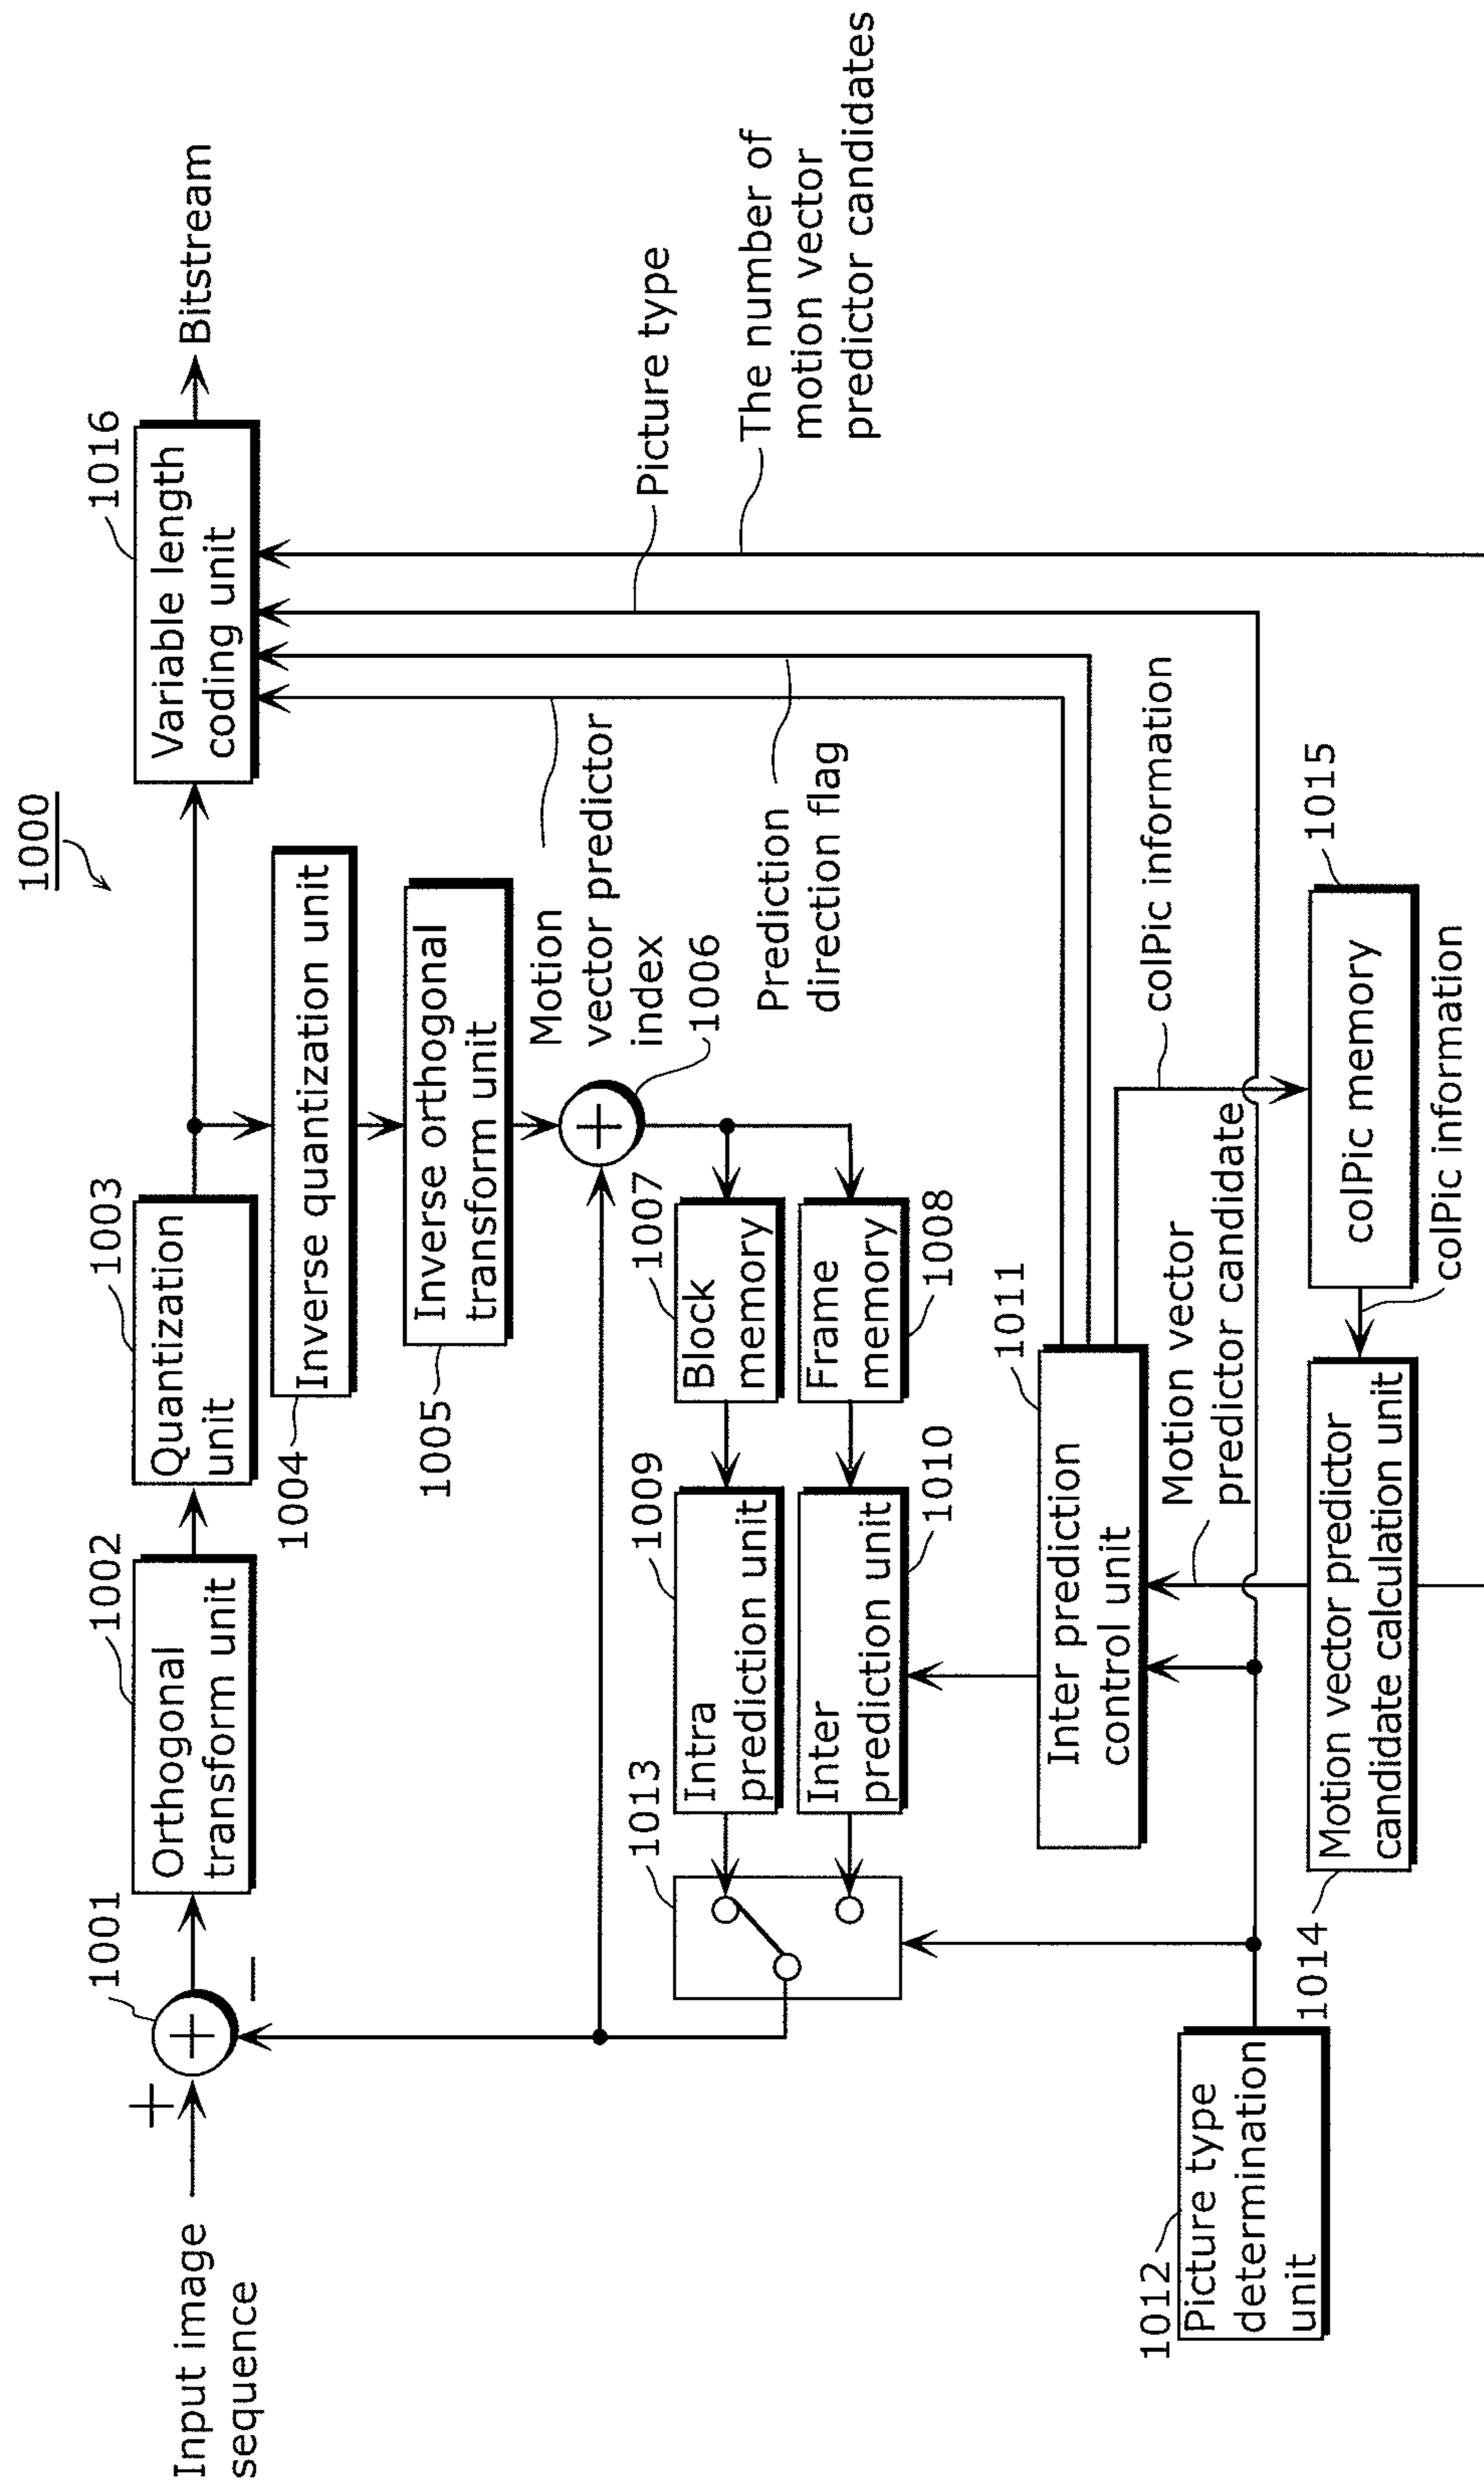 1000
Input image
sequence
+
−
1001
Orthogonal
transform unit
1002
Quantization
unit
1003
Variable length
coding unit
1016
Bitstream
1004
Inverse quantization unit
1005
Inverse orthogonal
transform unit
Motion
vector predictor
index
1006
Prediction
direction flag
Picture type
The number of
motion vector
predictor candidates
1013
Intra
prediction unit
1009
Block
memory
1007
Inter
prediction unit
1010
Frame
memory
1008
Inter prediction
control unit
1011
colPic information
Motion vector
predictor candidate
1012
Picture type
determination
unit
1014
Motion vector predictor
candidate calculation unit
colPic memory
1015
colPic information